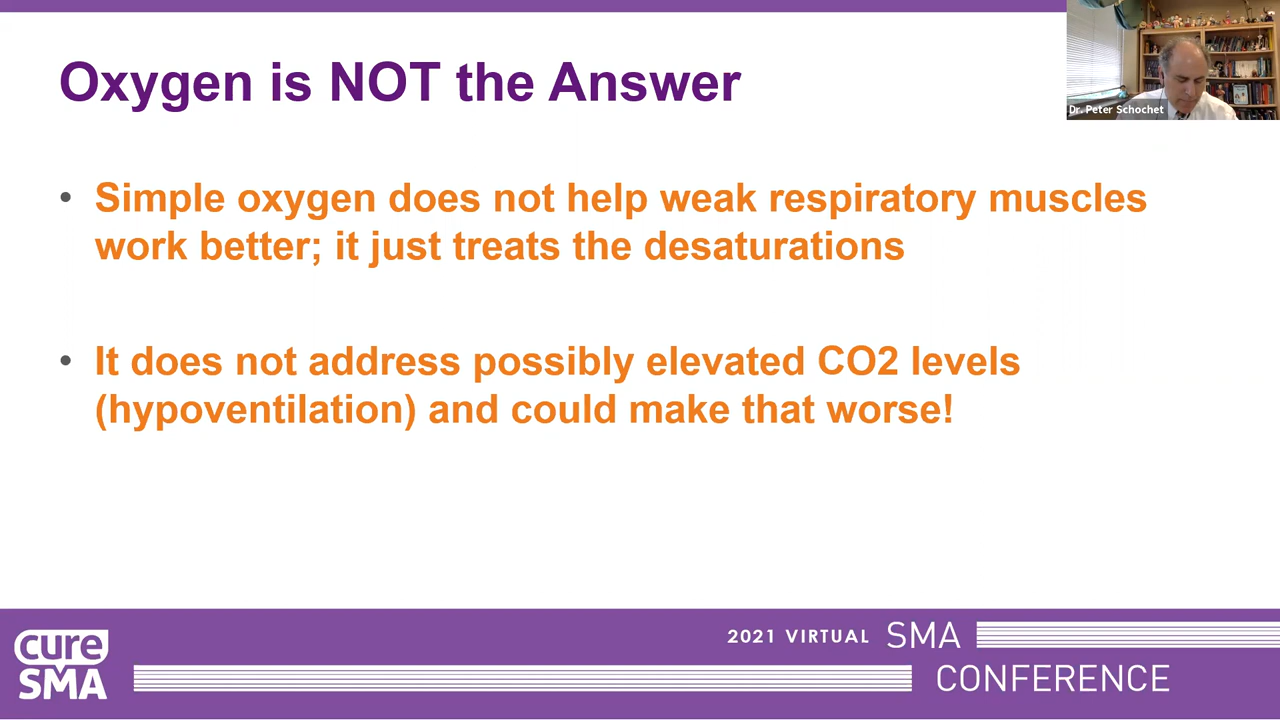 Oxygen is NOT the Answer
Dr. Peter Schochet
• Simple oxygen does not help weak respiratory muscles
work better; it just treats the desaturations
• It does not address possibly elevated CO2 levels
(hypoventilation) and could make that worse!
cure
SMA
2021 VIRTUAL SMA
CONFERENCE